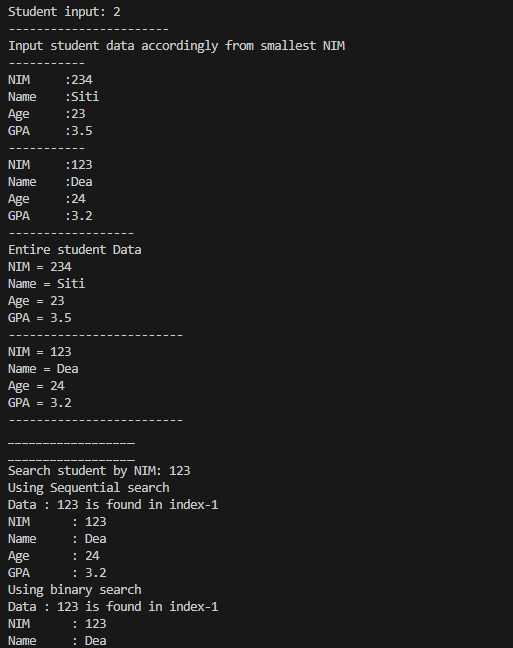 Student input: 2
-----------------------
Input student data accordingly from smallest NIM
-----------
NIM     :234
Name    :Siti
Age     :23
GPA     :3.5
-----------
NIM     :123
Name    :Dea
Age     :24
GPA     :3.2
------------------
Entire student Data
NIM = 234
Name = Siti
Age = 23
GPA = 3.5
-------------------------
NIM = 123
Name = Dea
Age = 24
GPA = 3.2
-------------------------
__________________
__________________
Search student by NIM: 123
Using Sequential search
Data : 123 is found in index-1
NIM      : 123
Name     : Dea
Age      : 24
GPA      : 3.2
Using binary search
Data : 123 is found in index-1
NIM      : 123
Name     : Dea